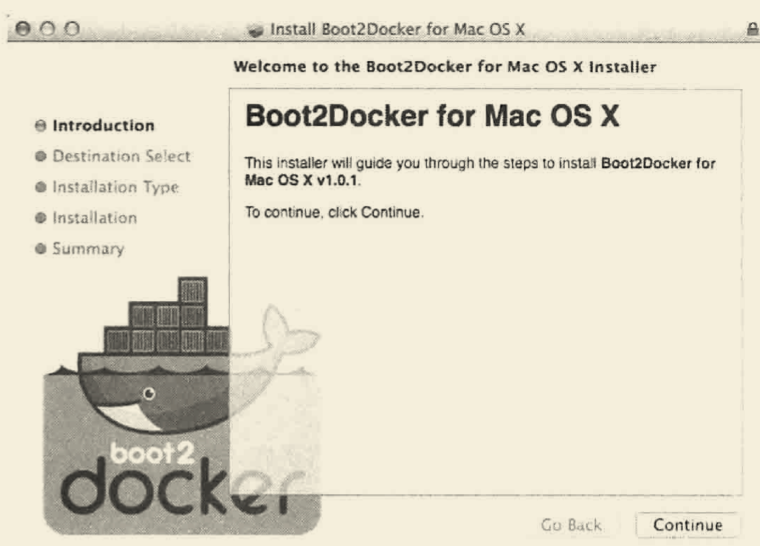 Install Boot2Docker for Mac OS X
Welcome to the Boot2Docker for Mac OS X Installer
Introduction
Destination Select
Installation Type
Installation
Summary
Boot2Docker for Mac OS X
This installer will guide you through the steps to install Boot2Docker for
Mac OS X v1.0.1.
To continue, click Continue.
boot2
docker
Go Back
Continue